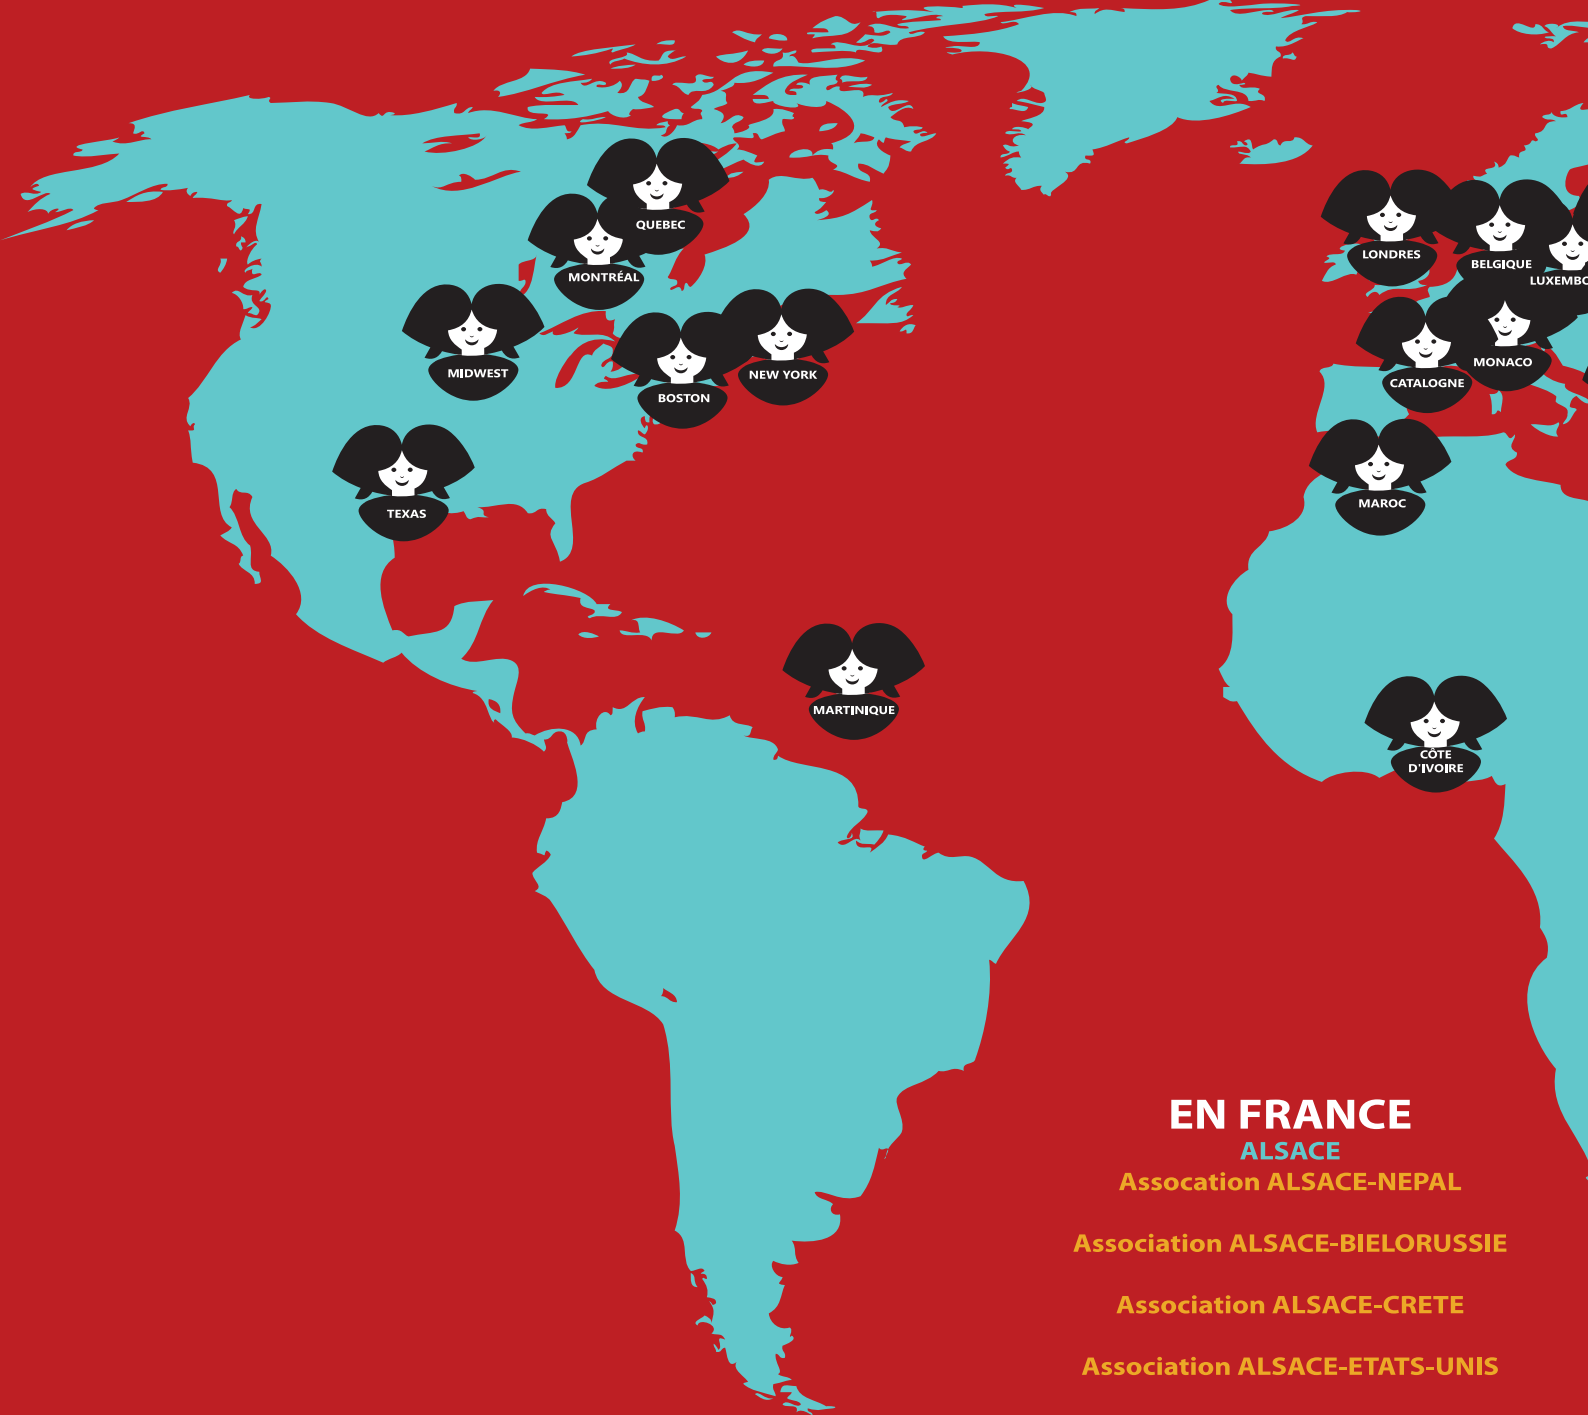 QUEBEC
MONTRÉAL
MIDWEST
BOSTON
NEW YORK
TEXAS
MARTINIQUE
LONDRES
BELGIQUE
LUXEMBO
MONACO
CATALOGNE
MAROC
CÔTE
D'IVOIRE
EN FRANCE
ALSACE
Assocation ALSACE-NEPAL
Association ALSACE-BIELORUSSIE
Association ALSACE-CRETE
Association ALSACE-ETATS-UNIS